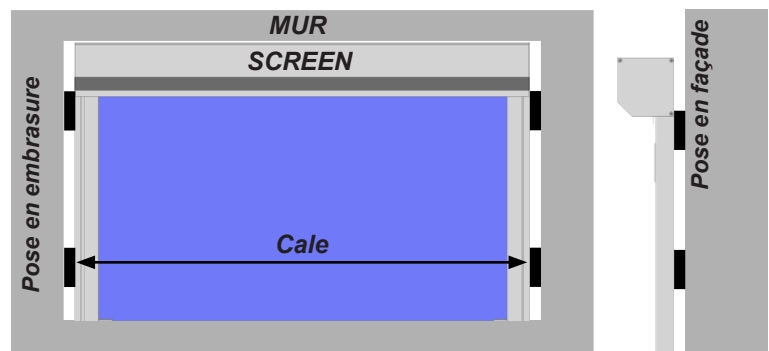 MUR
SCREEN
Pose en embrasure
Cale
Pose en façade